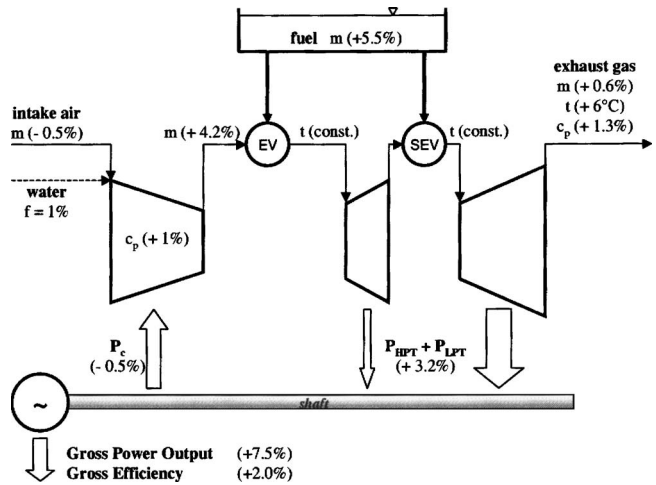 fuel m (+5.5%)
exhaust gas
m (+ 0.6%)
t (+ 6°C)
cp (+ 1.3%)
intake air
m (- 0.5%)
m (+ 4.2%)
EV
t (const.)
SEV
t (const.)
water
f = 1%
cp (+ 1%)
Pc
(- 0.5%)
PHPT + PLPT
(+ 3.2%)
~
shaft
Gross Power Output (+7.5%)
Gross Efficiency (+2.0%)